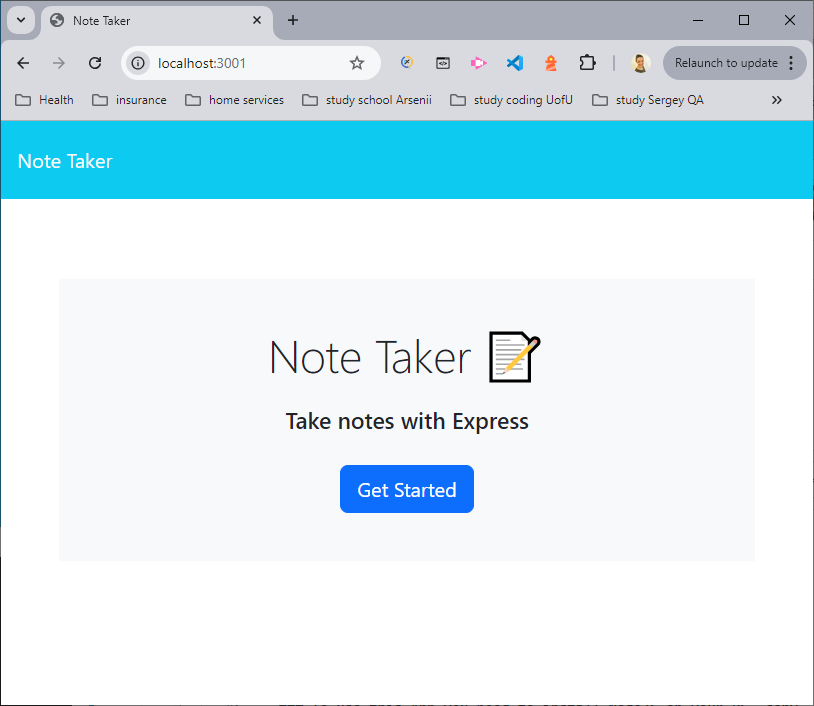 Note Taker
localhost:3001
Relaunch to update
Health
insurance
home services
study school Arsenii
study coding UofU
study Sergey QA
Note Taker
Note Taker
Take notes with Express
Get Started